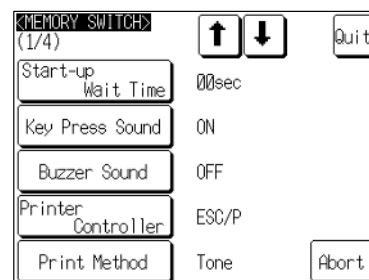 <MEMORY SWITCH>
(1/4)
Quit
Start-up
Wait Time
00sec
Key Press Sound
ON
Buzzer Sound
OFF
Printer
Controller
ESC/P
Print Method
Tone
Abort